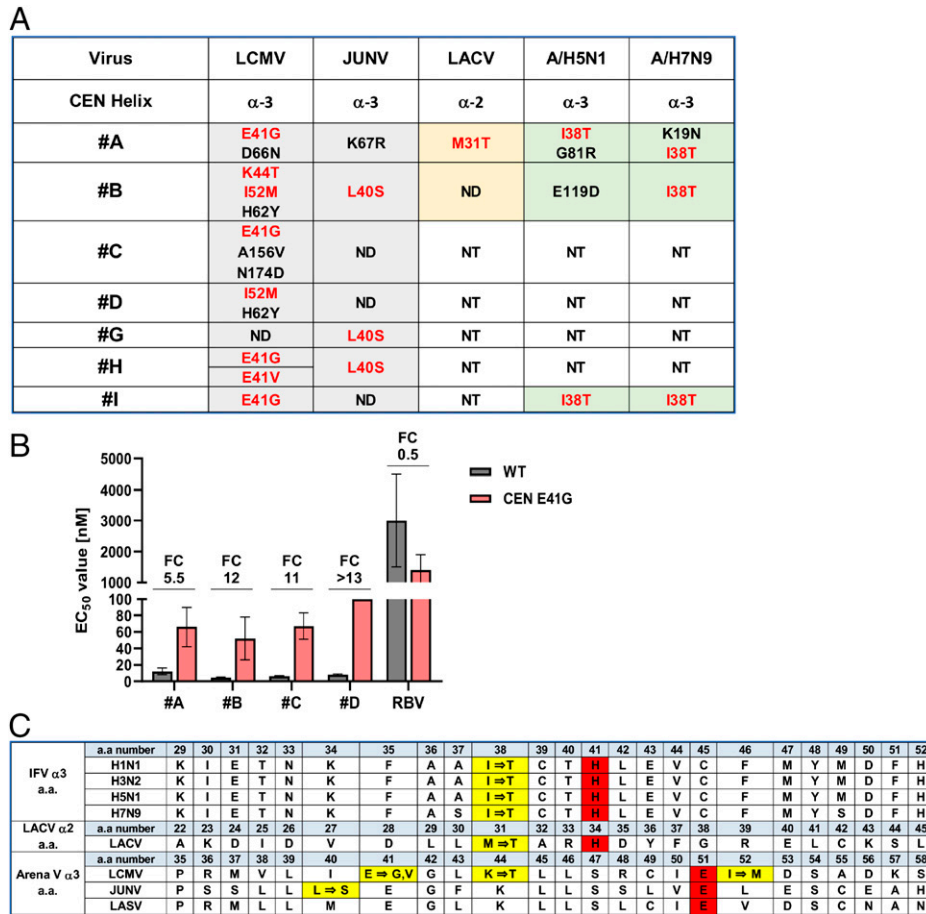 A
Virus LCMV JUNV LACV A/H5N1 A/H7N9
CEN Helix α-3 α-3 α-2 α-3 α-3
#A E41G D66N K67R M31T I38T G81R K19N I38T
#B K44T I52M H62Y L40S ND E119D I38T
#C E41G A156V N174D ND NT NT NT
#D I52M H62Y ND NT NT NT
#G ND L40S NT NT NT
#H E41G E41V L40S NT NT NT
#I E41G ND NT I38T I38T
B
EC50 value [nM]
5000
4000
3000
2000
1000
100
80
60
40
20
0
FC 5.5
FC 12
FC 11
FC >13
FC 0.5
#A #B #C #D RBV
WT
CEN E41G
C
IFV α3 a.a.
a.a number 29 30 31 32 33 34 35 36 37 38 39 40 41 42 43 44 45 46 47 48 49 50 51 52
H1N1 K I E T N K F A A I⇒T C T H L E V C F M Y M D F H
H3N2 K I E T N K F A A I⇒T C T H L E V C F M Y M D F H
H5N1 K I E T N K F A A I⇒T C T H L E V C F M Y M D F H
H7N9 K I E T N K F A S I⇒T C T H L E V C F M Y S D F H
LACV α2 a.a.
a.a number 22 23 24 25 26 27 28 29 30 31 32 33 34 35 36 37 38 39 40 41 42 43 44 45
LACV A K D I D V D L L M⇒T A R H D Y F G R E L C K S L
Arena V α3 a.a.
a.a number 35 36 37 38 39 40 41 42 43 44 45 46 47 48 49 50 51 52 53 54 55 56 57 58
LCMV P R M V L I E⇒G,V G L K⇒T L L S R C I E I⇒M D S A D K S
JUNV P S S L L L⇒S E G F K L L S S L V E L E S C E A H
LASV P R M L L M E G L K L L S L C I E V D S C N A N